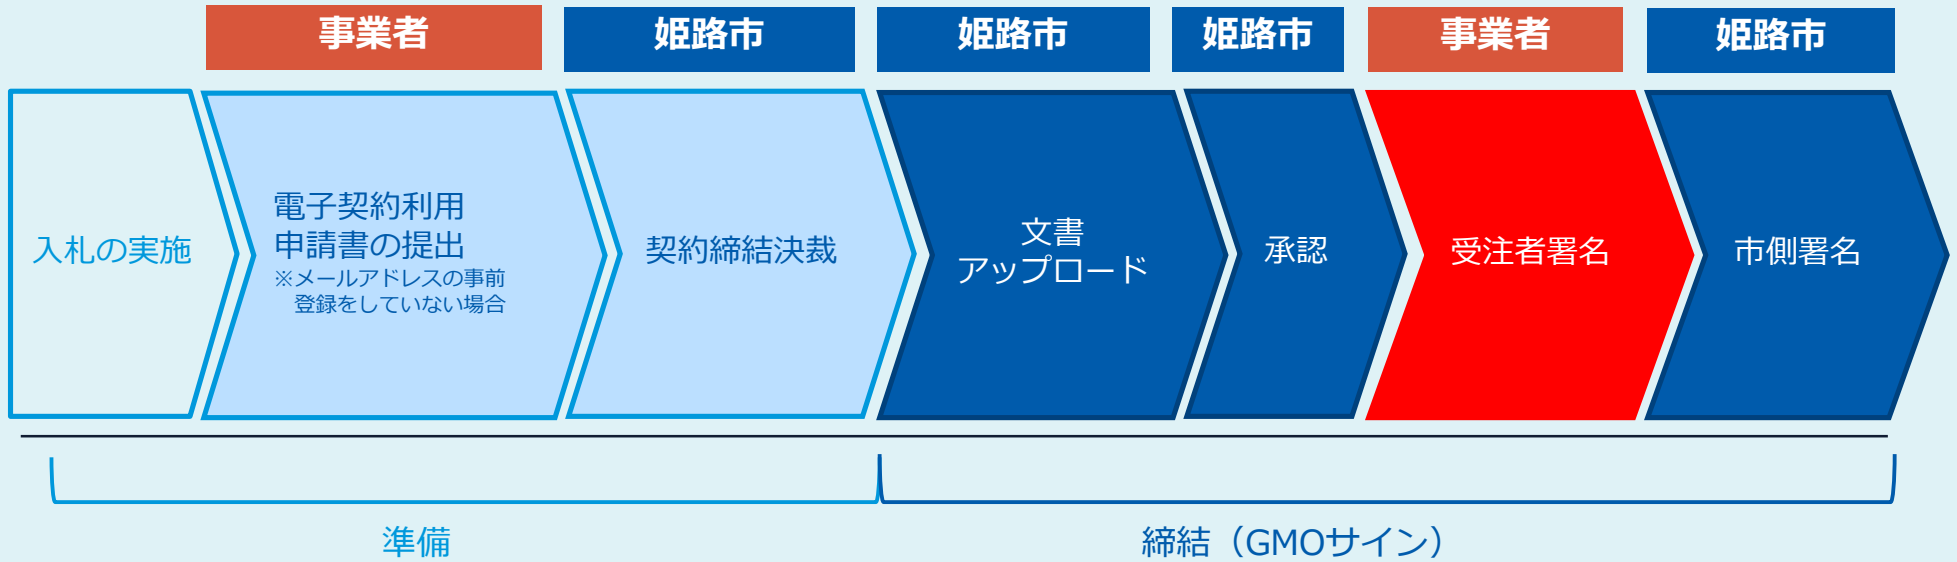 事業者
姫路市
姫路市
姫路市
事業者
姫路市
入札の実施
電子契約利用
申請書の提出
※メールアドレスの事前
登録をしていない場合
契約締結決裁
文書
アップロード
承認
受注者署名
市側署名
準備
締結（GMOサイン）